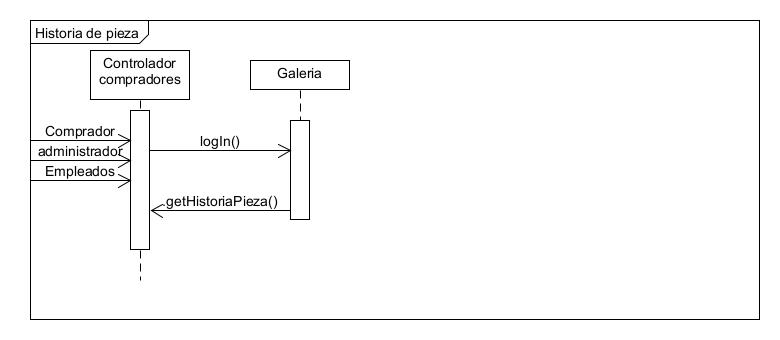 Historia de pieza
Controlador
compradores
Galeria
Comprador
administrador
Empleados
logIn()
getHistoriaPieza()